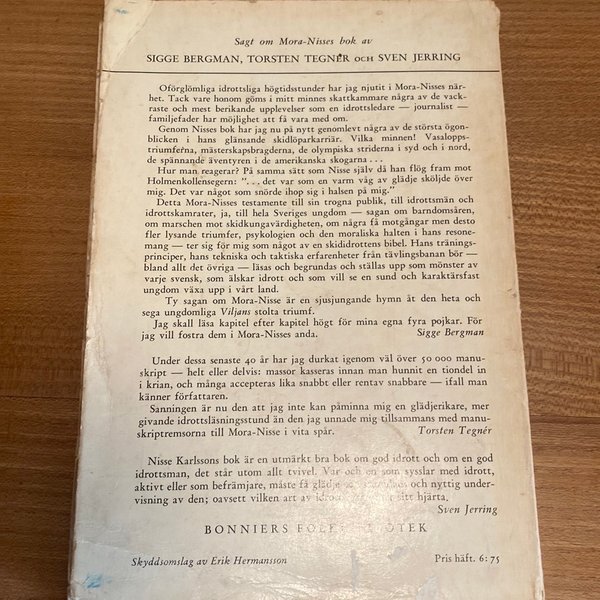 Sagt om Mora-Nisses bok av
SIGGE BERGMAN, TORSTEN TEGNÉR OCH SVEN JERRING
Oförglömliga idrottsliga högtidsstunder har jag njutit i Mora-Nisses när-
het. Tack vare honom göms i mitt minnes skattkammare några av de vack-
raste och mest berikande upplevelser som en idrottsledare — journalist —
familjefader har möjlighet att få vara med om.
Genom Nisses bok har jag nu på nytt genomlevt några av de största ögon-
blicken i hans glänsande skidlöparkarriär. Vilka minnen! Vasalopps-
triumferna, mästerskapsbragderna, de olympiska striderna i syd och i nord,
de spännande äventyren i de amerikanska skogarna . . .
Hur man reagerar? På samma sätt som Nisse själv då han flög fram mot
Holmenkollensegern: ". . . det var som en varm våg av glädje sköljde över
mig. Det var något som snörde ihop sig i halsen på mig."
Detta Mora-Nisses testamente till sin trogna publik, till idrottsmän och
idrottskamrater, ja, till hela Sveriges ungdom — sagan om barndomsåren,
om marschen mot skidkungavärdigheten, om några få motgångar men desto
fler lysande triumfer, psykologien och den moraliska halten i hans resone-
mang — ter sig för mig som något av en skididrottens bibel. Hans tränings-
principer, hans tekniska och taktiska erfarenheter från tävlingsbanan bör —
bland allt det övriga — läsas och begrundas och ställas upp som mönster av
varje svensk, som älskar idrott och som vill se en sund och karaktärsfast
ungdom växa upp i vårt land.
Ty sagan om Mora-Nisse är en sjusjungande hymn åt den heta och
sega ungdomliga Viljans stolta triumf.
Jag skall läsa kapitel efter kapitel högt för mina egna fyra pojkar. För
jag vill fostra dem i Mora-Nisses anda. Sigge Bergman
Under dessa senaste 40 år har jag durkat igenom väl över 50 000 manu-
skript — helt eller delvis: massor kasseras innan man hunnit en tiondel in
i krian, och många accepteras lika snabbt eller rentav snabbare — ifall man
känner författaren.
Sanningen är nu den att jag inte kan påminna mig en glädjerikare, mer
givande idrottsläsningsstund än den jag unnade mig tillsammans med manu-
skriptremsorna till Mora-Nisse i vita spår. Torsten Tegnér
Nisse Karlssons bok är en utmärkt bra bok om god idrott och om en god
idrottsman, det står utom allt tvivel. Var och en som sysslar med idrott,
aktivt eller som befrämjare, måste få glädje och nyttig under-
visning av den; oavsett vilken art av idrott sitt hjärta.
Sven Jerring
BONNIERS
Skyddsomslag av Erik Hermansson Pris häft. 6:75